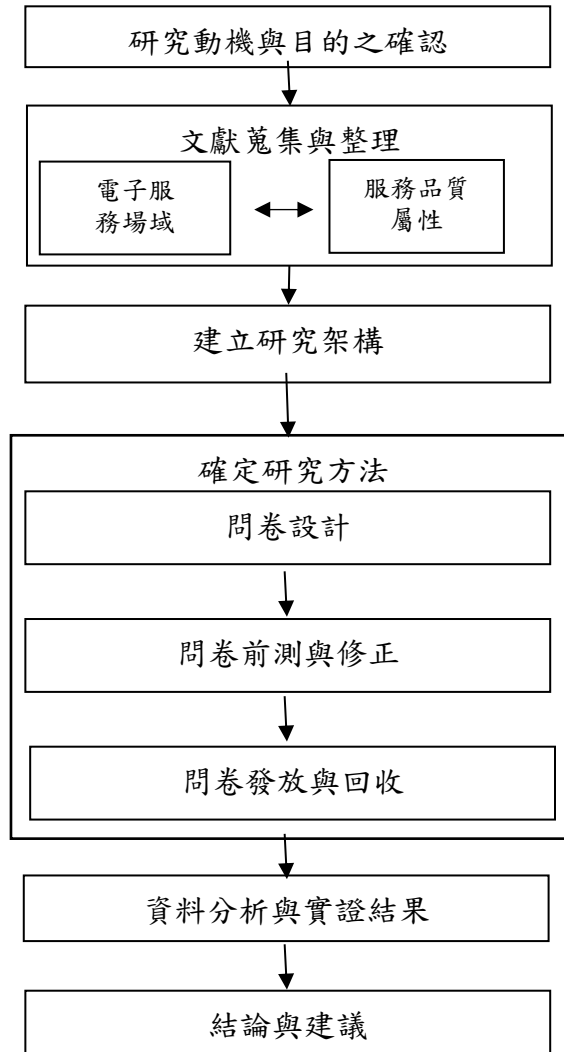 研究動機與目的之確認
文獻蒐集與整理
電子服
務場域
服務品質
屬性
建立研究架構
確定研究方法
問卷設計
問卷前測與修正
問卷發放與回收
資料分析與實證結果
結論與建議